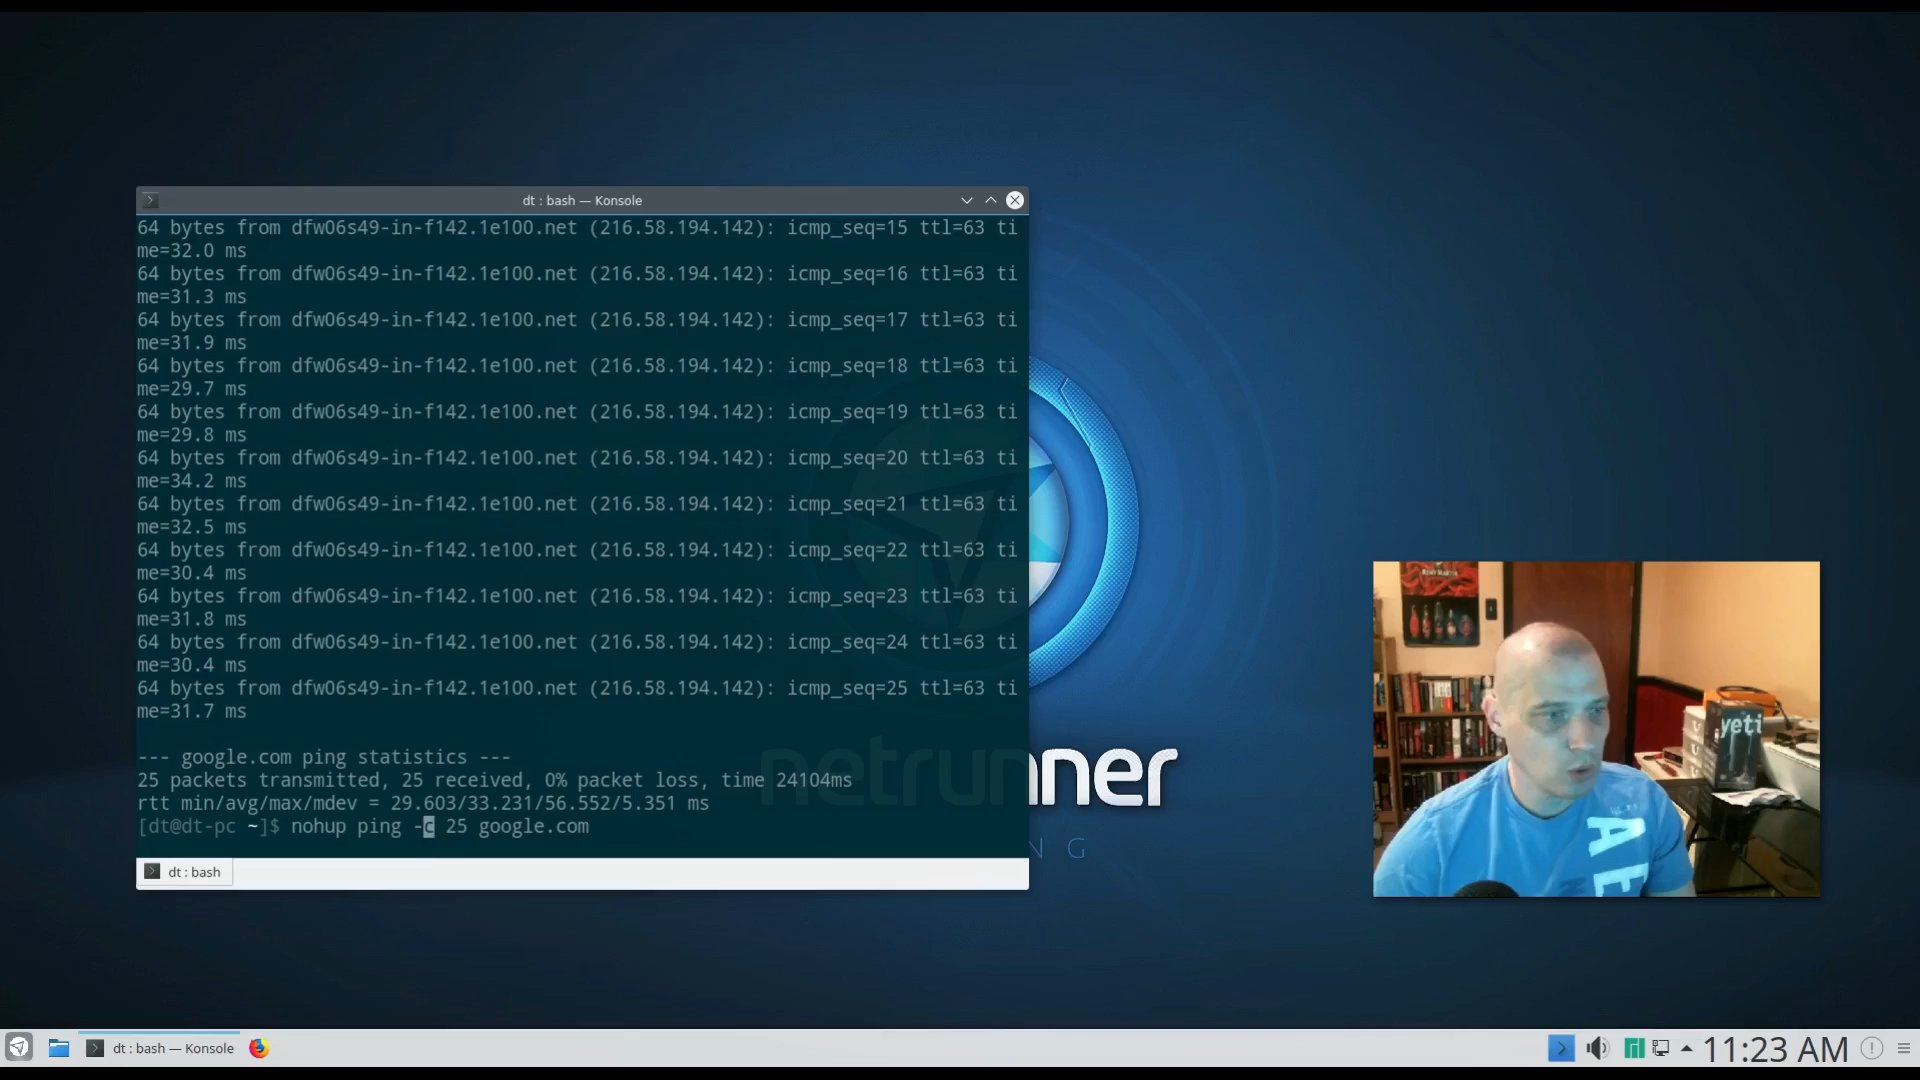 dt : bash — Konsole
64 bytes from dfw06s49-in-f142.1e100.net (216.58.194.142): icmp_seq=15 ttl=63 ti
me=32.0 ms
64 bytes from dfw06s49-in-f142.1e100.net (216.58.194.142): icmp_seq=16 ttl=63 ti
me=31.3 ms
64 bytes from dfw06s49-in-f142.1e100.net (216.58.194.142): icmp_seq=17 ttl=63 ti
me=31.9 ms
64 bytes from dfw06s49-in-f142.1e100.net (216.58.194.142): icmp_seq=18 ttl=63 ti
me=29.7 ms
64 bytes from dfw06s49-in-f142.1e100.net (216.58.194.142): icmp_seq=19 ttl=63 ti
me=29.8 ms
64 bytes from dfw06s49-in-f142.1e100.net (216.58.194.142): icmp_seq=20 ttl=63 ti
me=34.2 ms
64 bytes from dfw06s49-in-f142.1e100.net (216.58.194.142): icmp_seq=21 ttl=63 ti
me=32.5 ms
64 bytes from dfw06s49-in-f142.1e100.net (216.58.194.142): icmp_seq=22 ttl=63 ti
me=30.4 ms
64 bytes from dfw06s49-in-f142.1e100.net (216.58.194.142): icmp_seq=23 ttl=63 ti
me=31.8 ms
64 bytes from dfw06s49-in-f142.1e100.net (216.58.194.142): icmp_seq=24 ttl=63 ti
me=30.4 ms
64 bytes from dfw06s49-in-f142.1e100.net (216.58.194.142): icmp_seq=25 ttl=63 ti
me=31.7 ms
--- google.com ping statistics ---
25 packets transmitted, 25 received, 0% packet loss, time 24104ms
rtt min/avg/max/mdev = 29.603/33.231/56.552/5.351 ms
[dt@dt-pc ~]$ nohup ping -c 25 google.com
dt : bash
netrunner
N G
yeti
AE
dt : bash — Konsole
11:23 AM